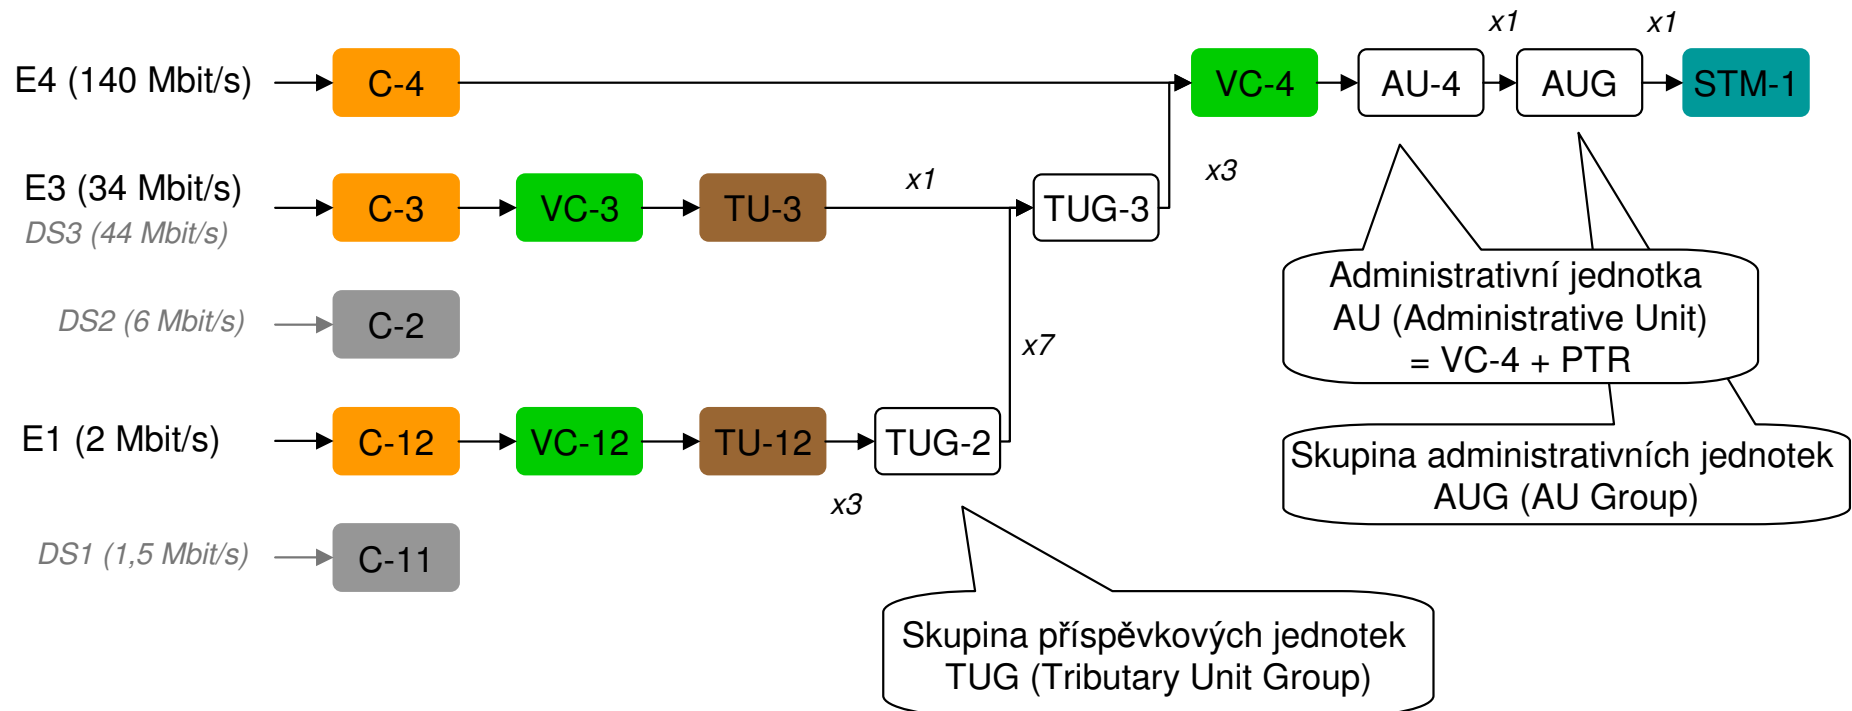 x1
x1
E4 (140 Mbit/s)
C-4
VC-4
AU-4
AUG
STM-1
E3 (34 Mbit/s)
DS3 (44 Mbit/s)
C-3
VC-3
TU-3
x1
TUG-3
x3
DS2 (6 Mbit/s)
C-2
x7
Administrativní jednotka
AU (Administrative Unit)
= VC-4 + PTR
E1 (2 Mbit/s)
C-12
VC-12
TU-12
x3
TUG-2
Skupina administrativních jednotek
AUG (AU Group)
DS1 (1,5 Mbit/s)
C-11
Skupina příspěvkových jednotek
TUG (Tributary Unit Group)